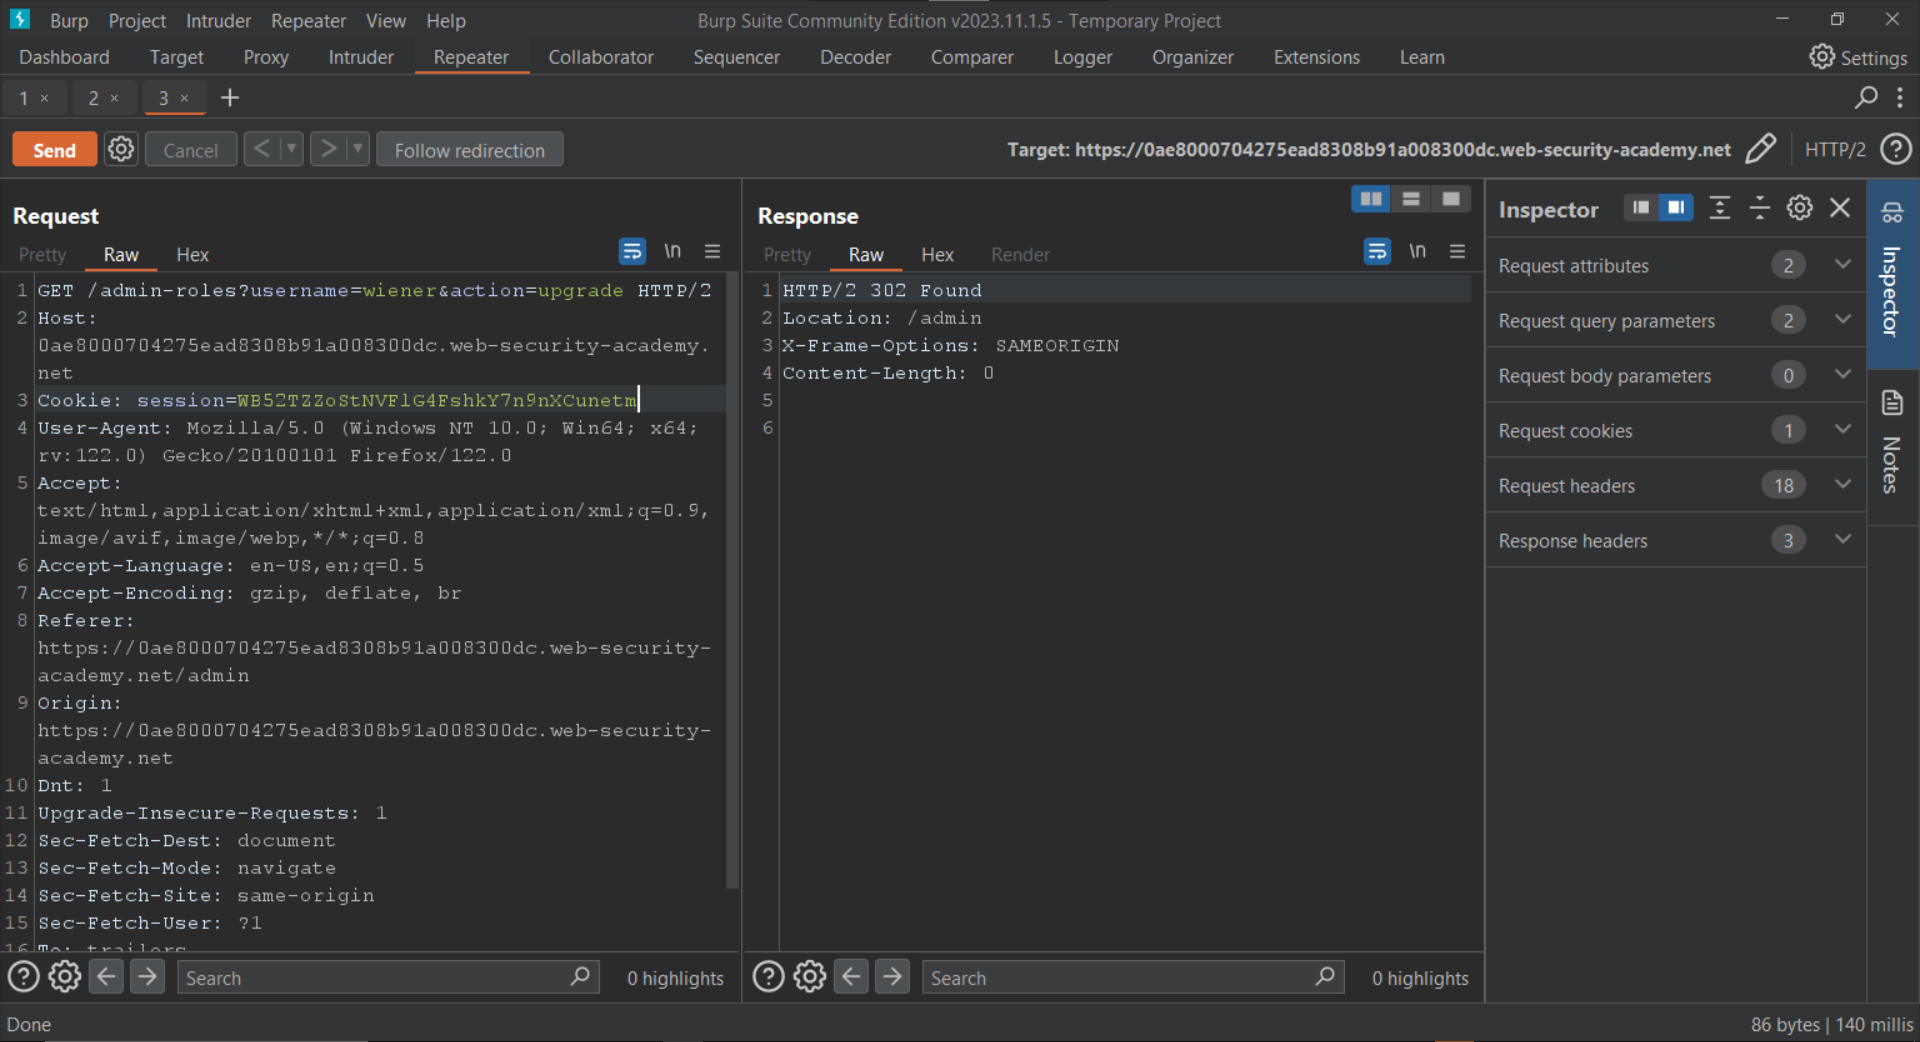 Burp Project Intruder Repeater View Help Burp Suite Community Edition v2023.11.1.5 - Temporary Project
Dashboard Target Proxy Intruder Repeater Collaborator Sequencer Decoder Comparer Logger Organizer Extensions Learn Settings
1 × 2 × 3 × +
Send Cancel < > Follow redirection Target: https://0ae8000704275ead8308b91a008300dc.web-security-academy.net HTTP/2
Request
Pretty Raw Hex \n
1 GET /admin-roles?username=wiener&action=upgrade HTTP/2
2 Host:
0ae8000704275ead8308b91a008300dc.web-security-academy.
net
3 Cookie: session=WB52TZZoStNVFlG4FshkY7n9nXCunetm
4 User-Agent: Mozilla/5.0 (Windows NT 10.0; Win64; x64;
rv:122.0) Gecko/20100101 Firefox/122.0
5 Accept:
text/html,application/xhtml+xml,application/xml;q=0.9,
image/avif,image/webp,*/*;q=0.8
6 Accept-Language: en-US,en;q=0.5
7 Accept-Encoding: gzip, deflate, br
8 Referer:
https://0ae8000704275ead8308b91a008300dc.web-security-
academy.net/admin
9 Origin:
https://0ae8000704275ead8308b91a008300dc.web-security-
academy.net
10 Dnt: 1
11 Upgrade-Insecure-Requests: 1
12 Sec-Fetch-Dest: document
13 Sec-Fetch-Mode: navigate
14 Sec-Fetch-Site: same-origin
15 Sec-Fetch-User: ?1
16 Te: trailers
Search 0 highlights
Response
Pretty Raw Hex Render \n
1 HTTP/2 302 Found
2 Location: /admin
3 X-Frame-Options: SAMEORIGIN
4 Content-Length: 0
5
6
Search 0 highlights
Inspector
Request attributes 2
Request query parameters 2
Request body parameters 0
Request cookies 1
Request headers 18
Response headers 3
Inspector
Notes
Done 86 bytes | 140 millis